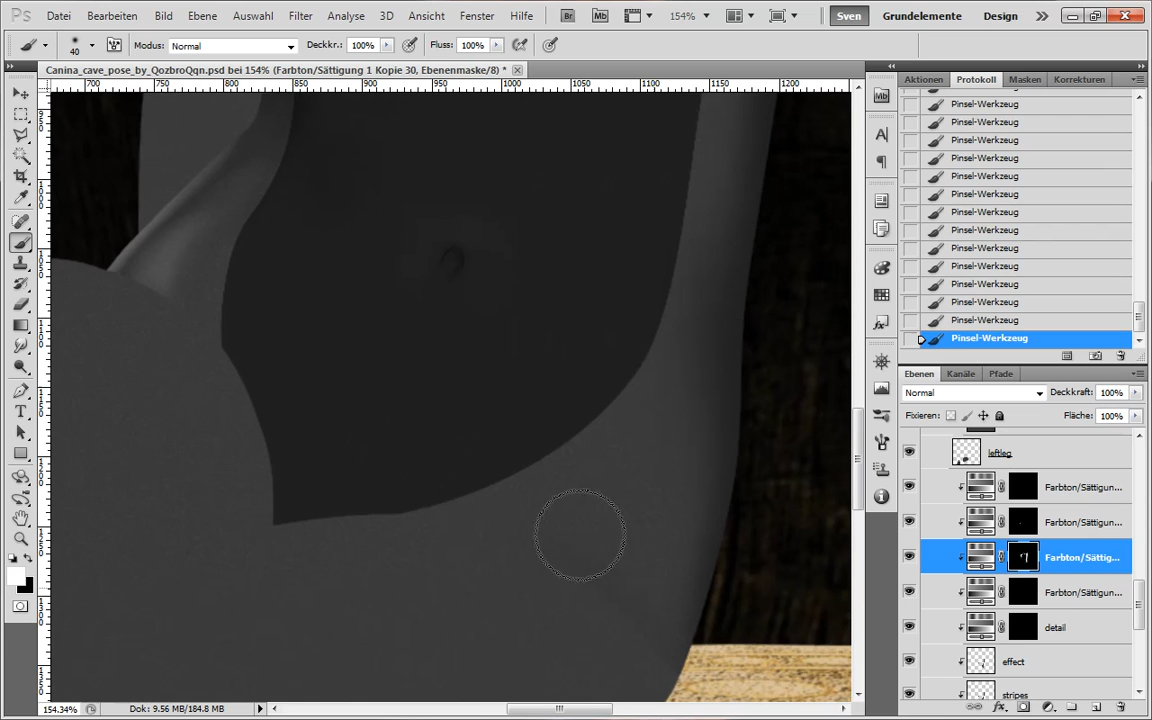 Ps Datei Bearbeiten Bild Ebene Auswahl Filter Analyse 3D Ansicht Fenster Hilfe Br Mb 154% Sven Grundelemente Design
40 Modus: Normal Deckkr.: 100% Fluss: 100%
Canina_cave_pose_by_QozbroQqn.psd bei 154% (Farbton/Sättigung 1 Kopie 30, Ebenenmaske/8) *
700 800 850 900 950 1000 1050 1100 1150 1200
Aktionen Protokoll Masken Korrekturen
Pinsel-Werkzeug
Pinsel-Werkzeug
Pinsel-Werkzeug
Pinsel-Werkzeug
Pinsel-Werkzeug
Pinsel-Werkzeug
Pinsel-Werkzeug
Pinsel-Werkzeug
Pinsel-Werkzeug
Pinsel-Werkzeug
Pinsel-Werkzeug
Pinsel-Werkzeug
Pinsel-Werkzeug
Pinsel-Werkzeug
Ebenen Kanäle Pfade
Normal Deckkraft: 100%
Fixieren: Fläche: 100%
leftleg
Farbton/Sättigun...
Farbton/Sättigun...
Farbton/Sättig...
Farbton/Sättigun...
detail
effect
stripes
154.34% Dok: 9.56 MB/184.8 MB